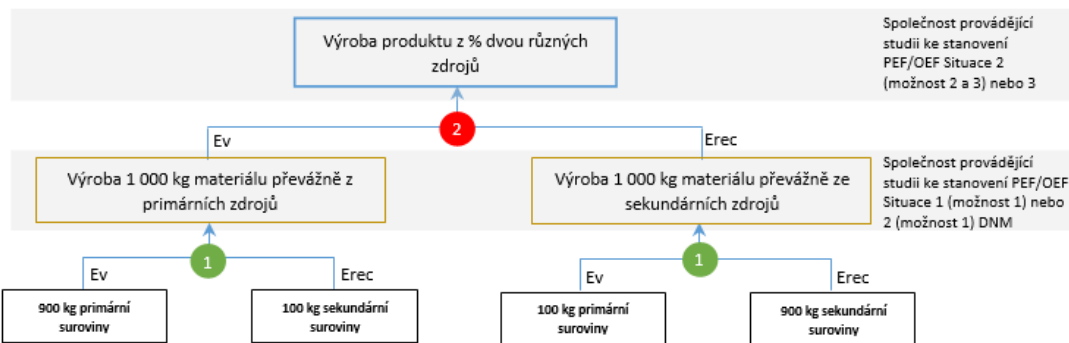 Výroba produktu z % dvou různých
zdrojů
Společnost provádějící
studii ke stanovení
PEF/OEF Situace 2
(možnost 2 a 3) nebo 3
2
Ev
Erec
Výroba 1 000 kg materiálu převážně z
primárních zdrojů
Výroba 1 000 kg materiálu převážně ze
sekundárních zdrojů
Společnost provádějící
studii ke stanovení PEF/OEF
Situace 1 (možnost 1) nebo
2 (možnost 1) DNM
1
1
Ev
Erec
Ev
Erec
900 kg primární
suroviny
100 kg sekundární
suroviny
100 kg primární
suroviny
900 kg sekundární
suroviny